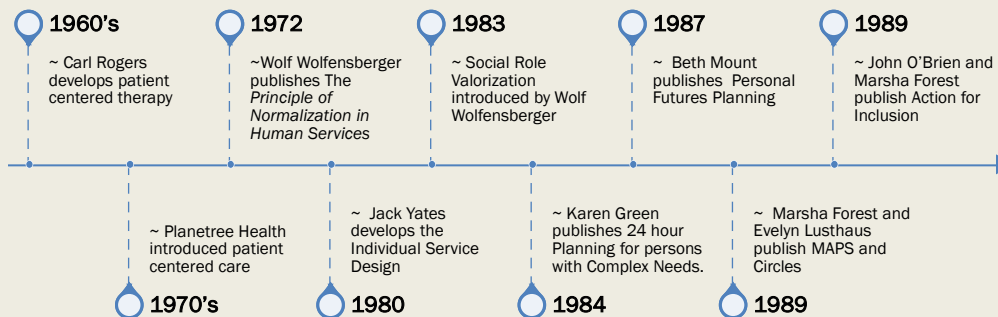 1960's
~ Carl Rogers
develops patient
centered therapy
1972
~Wolf Wolfensberger
publishes The
Principle of
Normalization in
Human Services
1983
~ Social Role
Valorization
introduced by Wolf
Wolfensberger
1987
~  Beth Mount
publishes  Personal
Futures Planning
1989
~ John O'Brien and
Marsha Forest
publish Action for
Inclusion
~ Planetree Health
introduced patient
centered care
1970's
~  Jack Yates
develops the
Individual Service
Design
1980
~ Karen Green
publishes 24 hour
Planning for persons
with Complex Needs.
1984
~  Marsha Forest and
Evelyn Lusthaus
publish MAPS and
Circles
1989